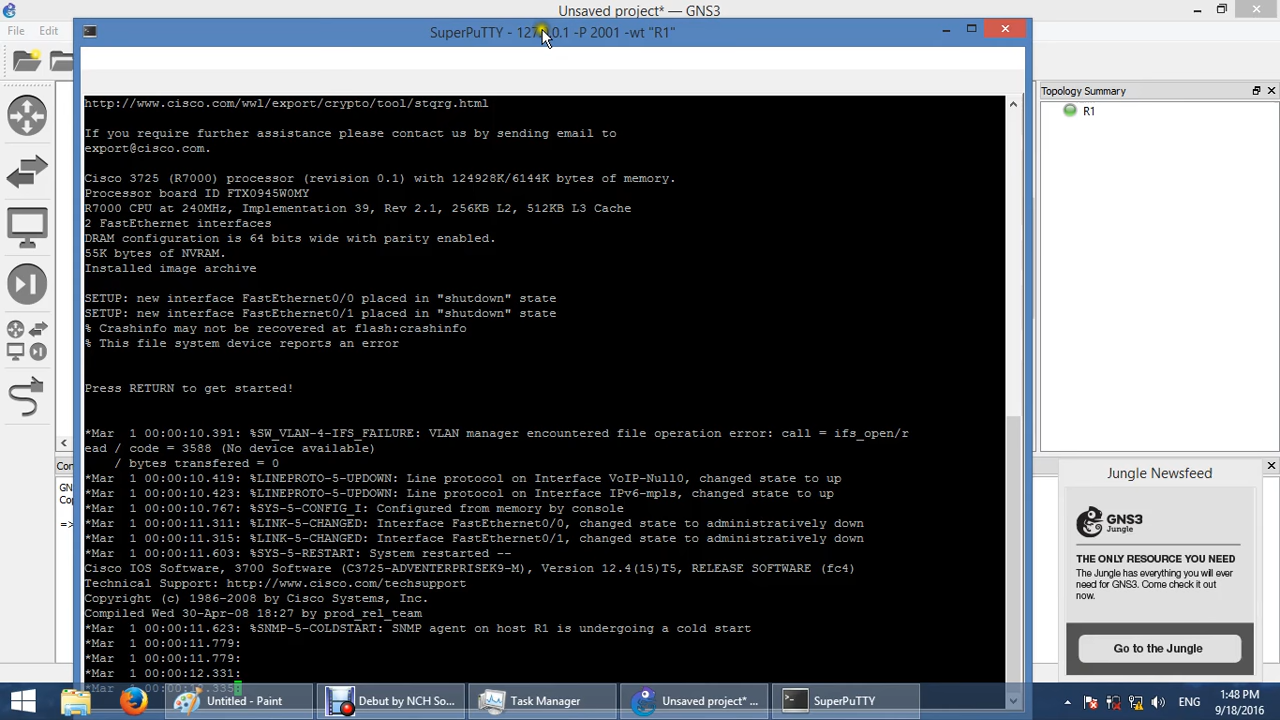 Unsaved project* — GNS3
File Edit
SuperPuTTY - 127.0.0.1 -P 2001 -wt "R1"
http://www.cisco.com/wwl/export/crypto/tool/stqrg.html
If you require further assistance please contact us by sending email to
export@cisco.com.
Cisco 3725 (R7000) processor (revision 0.1) with 124928K/6144K bytes of memory.
Processor board ID FTX0945W0MY
R7000 CPU at 240MHz, Implementation 39, Rev 2.1, 256KB L2, 512KB L3 Cache
2 FastEthernet interfaces
DRAM configuration is 64 bits wide with parity enabled.
55K bytes of NVRAM.
Installed image archive
SETUP: new interface FastEthernet0/0 placed in "shutdown" state
SETUP: new interface FastEthernet0/1 placed in "shutdown" state
% Crashinfo may not be recovered at flash:crashinfo
% This file system device reports an error
Press RETURN to get started!
*Mar  1 00:00:10.391: %SW_VLAN-4-IFS_FAILURE: VLAN manager encountered file operation error: call = ifs_open/r
ead / code = 3588 (No device available)
/ bytes transfered = 0
*Mar  1 00:00:10.419: %LINEPROTO-5-UPDOWN: Line protocol on Interface VoIP-Null0, changed state to up
*Mar  1 00:00:10.423: %LINEPROTO-5-UPDOWN: Line protocol on Interface IPv6-mpls, changed state to up
*Mar  1 00:00:10.767: %SYS-5-CONFIG_I: Configured from memory by console
*Mar  1 00:00:11.311: %LINK-5-CHANGED: Interface FastEthernet0/0, changed state to administratively down
*Mar  1 00:00:11.315: %LINK-5-CHANGED: Interface FastEthernet0/1, changed state to administratively down
*Mar  1 00:00:11.603: %SYS-5-RESTART: System restarted --
Cisco IOS Software, 3700 Software (C3725-ADVENTERPRISEK9-M), Version 12.4(15)T5, RELEASE SOFTWARE (fc4)
Technical Support: http://www.cisco.com/techsupport
Copyright (c) 1986-2008 by Cisco Systems, Inc.
Compiled Wed 30-Apr-08 18:27 by prod_rel_team
*Mar  1 00:00:11.623: %SNMP-5-COLDSTART: SNMP agent on host R1 is undergoing a cold start
*Mar  1 00:00:11.779:
*Mar  1 00:00:11.779:
*Mar  1 00:00:12.331:
*Mar  1 00:00:12.335:
Topology Summary
R1
Con
GN
Cop
=>
Jungle Newsfeed
GNS3
Jungle
THE ONLY RESOURCE YOU NEED
The Jungle has everything you will ever
need for GNS3. Come check it out
now.
Go to the Jungle
Untitled - Paint
Debut by NCH So...
Task Manager
Unsaved project* ...
SuperPuTTY
ENG
1:48 PM
9/18/2016